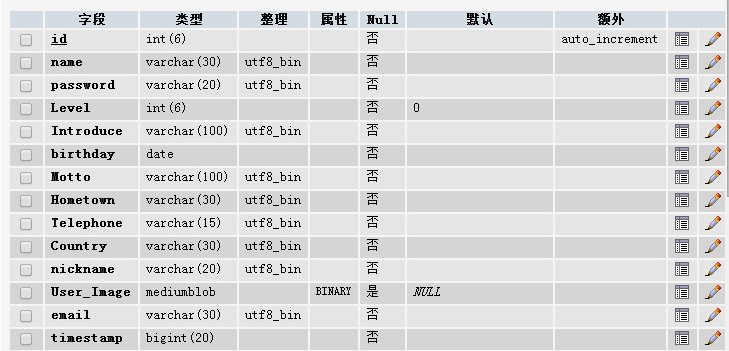 字段 类型 整理 属性 Null 默认 额外
id int(6) 否 auto_increment
name varchar(30) utf8_bin 否
password varchar(20) utf8_bin 否
Level int(6) 否 0
Introduce varchar(100) utf8_bin 否
birthday date 否
Motto varchar(100) utf8_bin 否
Hometown varchar(30) utf8_bin 否
Telephone varchar(15) utf8_bin 否
Country varchar(30) utf8_bin 否
nickname varchar(20) utf8_bin 否
User_Image mediumblob BINARY 是 NULL
email varchar(30) utf8_bin 否
timestamp bigint(20) 否